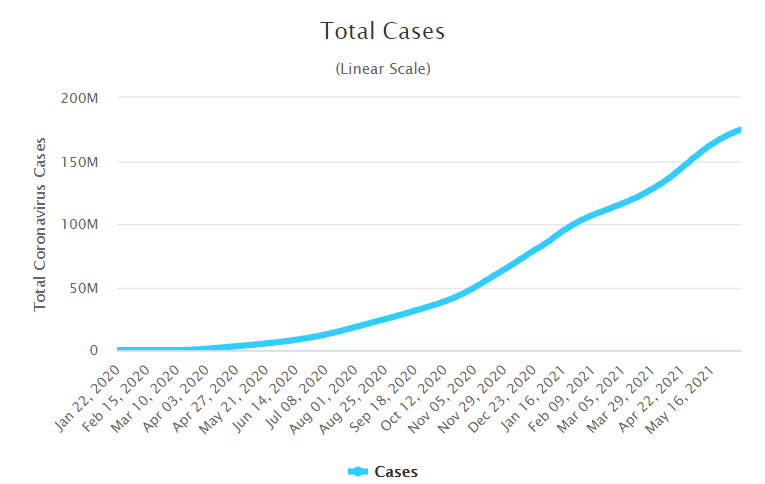 Total Cases
(Linear Scale)
Total Coronavirus Cases
200M
150M
100M
50M
0
Jan 22, 2020
Feb 15, 2020
Mar 10, 2020
Apr 03, 2020
Apr 27, 2020
May 21, 2020
Jun 14, 2020
Jul 08, 2020
Aug 01, 2020
Aug 25, 2020
Sep 18, 2020
Oct 12, 2020
Nov 05, 2020
Nov 29, 2020
Dec 23, 2020
Jan 16, 2021
Feb 09, 2021
Mar 05, 2021
Mar 29, 2021
Apr 22, 2021
May 16, 2021
Cases